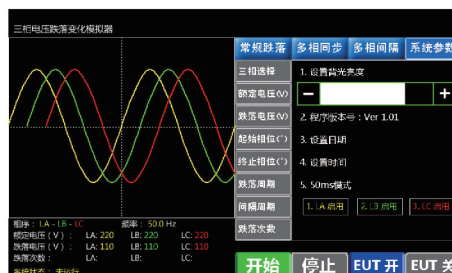 三相电压跌落变化模拟器
常规跌落 多相同步 多相间隔 系统参数
三相选择
额定电压(V)
跌落电压(V)
起始相位(°)
终止相位(°)
跌落周期
间隔周期
跌落次数
1. 设置背光亮度
− +
2. 程序版本号：Ver 1.01
3. 设置日期
4. 设置时间
5. 50ms模式
1. LA 启用 2. LB 启用 3. LC 启用
相序：LA - LB - LC 频率：50.0 Hz
额定电压（V）： LA: 220 LB: 220 LC: 220
跌落电压（V）： LA: 110 LB: 110 LC: 110
跌落次数： LA: LB: LC:
系统状态：未运行
开始 停止 EUT 开 EUT 关